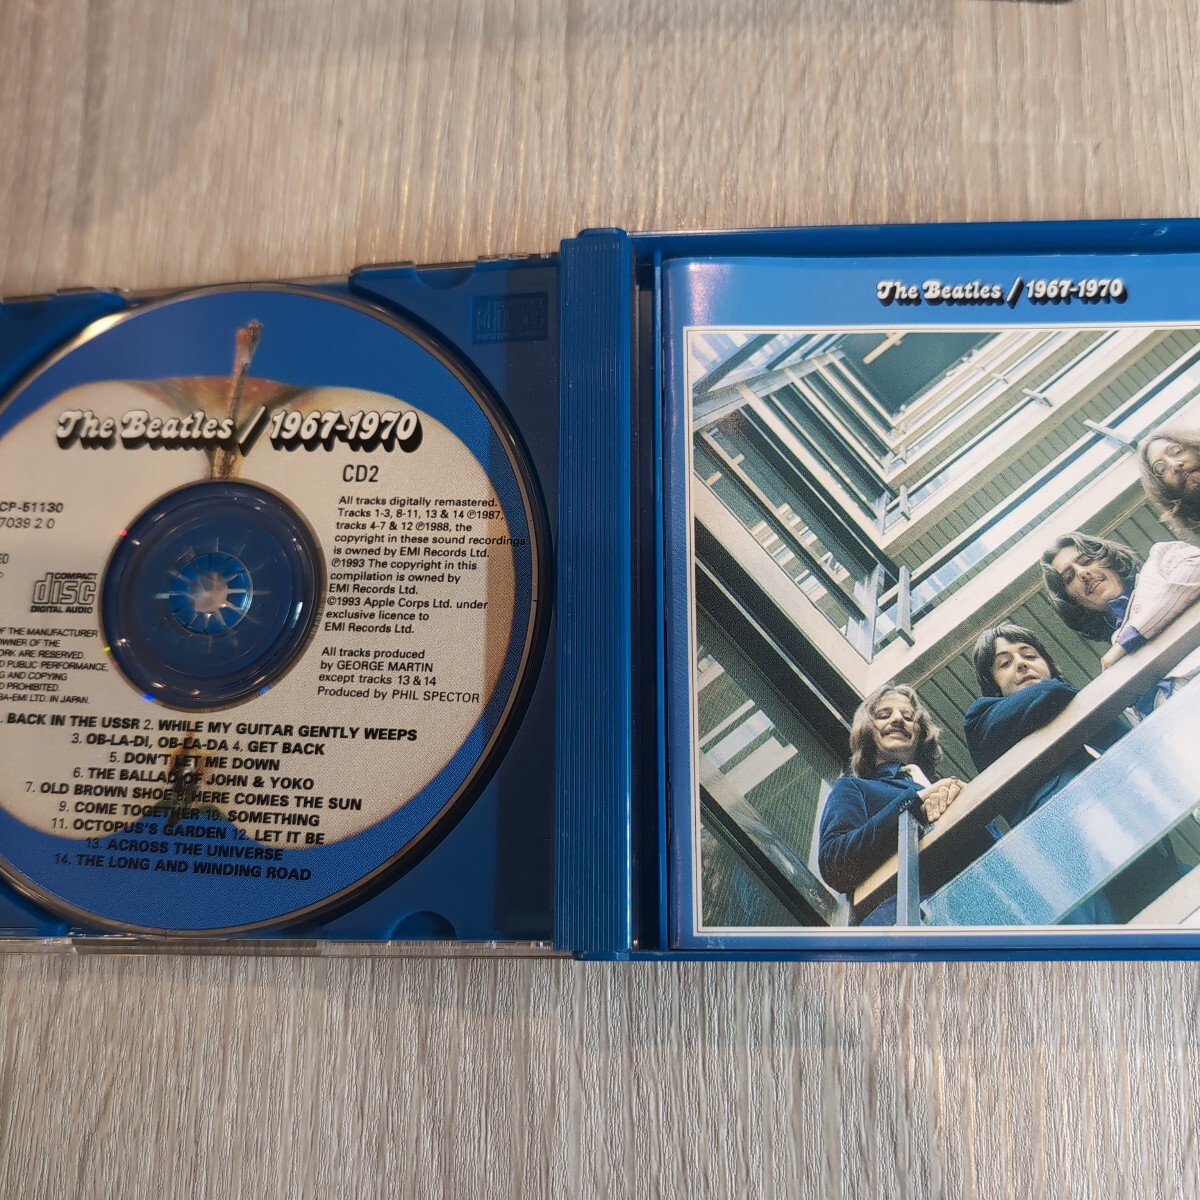 The Beatles / 1967-1970
CD2
CP-51130
7039 2 0
COMPACT
disc
DIGITAL AUDIO
All tracks digitally remastered.
Tracks 1-3, 8-11, 13 & 14 ℗1987,
tracks 4-7 & 12 ℗1988, the
copyright in these sound recordings
is owned by EMI Records Ltd.
℗1993 The copyright in this
compilation is owned by
EMI Records Ltd.
©1993 Apple Corps Ltd. under
exclusive licence to
EMI Records Ltd.
All tracks produced
by GEORGE MARTIN
except tracks 13 & 14
Produced by PHIL SPECTOR
OF THE MANUFACTURER
OWNER OF THE
ORK ARE RESERVED.
D PUBLIC PERFORMANCE,
G AND COPYING
D PROHIBITED.
BA-EMI LTD. IN JAPAN.
BACK IN THE USSR 2. WHILE MY GUITAR GENTLY WEEPS
3. OB-LA-DI, OB-LA-DA 4. GET BACK
5. DON'T LET ME DOWN
6. THE BALLAD OF JOHN & YOKO
7. OLD BROWN SHOE 8. HERE COMES THE SUN
9. COME TOGETHER 10. SOMETHING
11. OCTOPUS'S GARDEN 12. LET IT BE
13. ACROSS THE UNIVERSE
14. THE LONG AND WINDING ROAD
The Beatles / 1967-1970